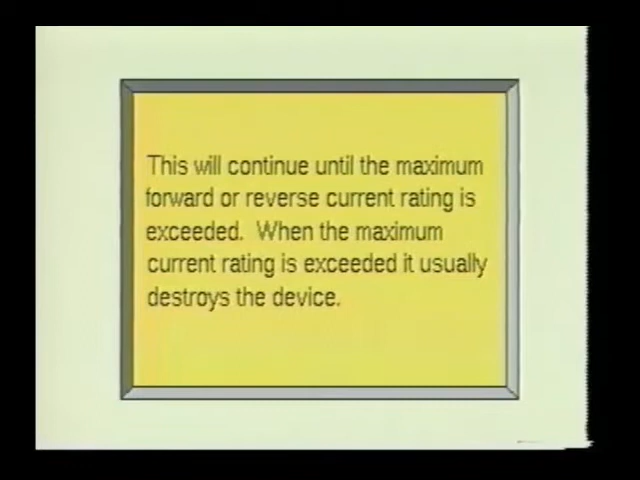 This will continue until the maximum
forward or reverse current rating is
exceeded.  When the maximum
current rating is exceeded it usually
destroys the device.